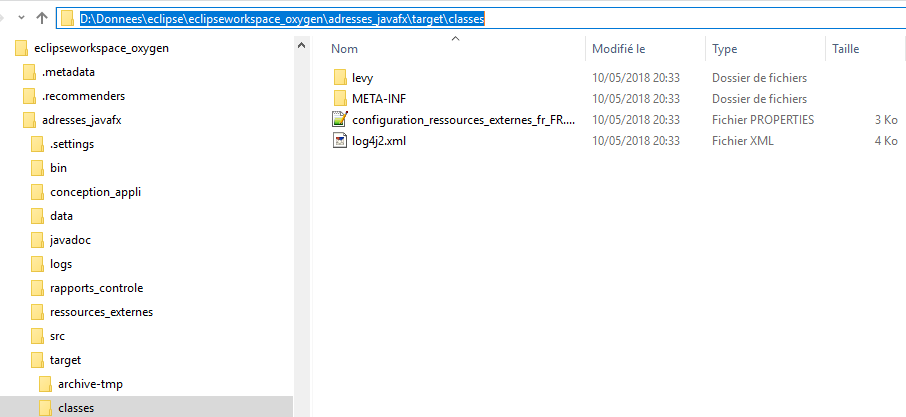 D:\Donnees\eclipse\eclipseworkspace_oxygen\adresses_javafx\target\classes
eclipseworkspace_oxygen
.metadata
.recommenders
adresses_javafx
.settings
bin
conception_appli
data
javadoc
logs
rapports_controle
ressources_externes
src
target
archive-tmp
classes
Nom Modifié le Type Taille
levy 10/05/2018 20:33 Dossier de fichiers
META-INF 10/05/2018 20:33 Dossier de fichiers
configuration_ressources_externes_fr_FR.... 10/05/2018 20:33 Fichier PROPERTIES 3 Ko
log4j2.xml 10/05/2018 20:33 Fichier XML 4 Ko